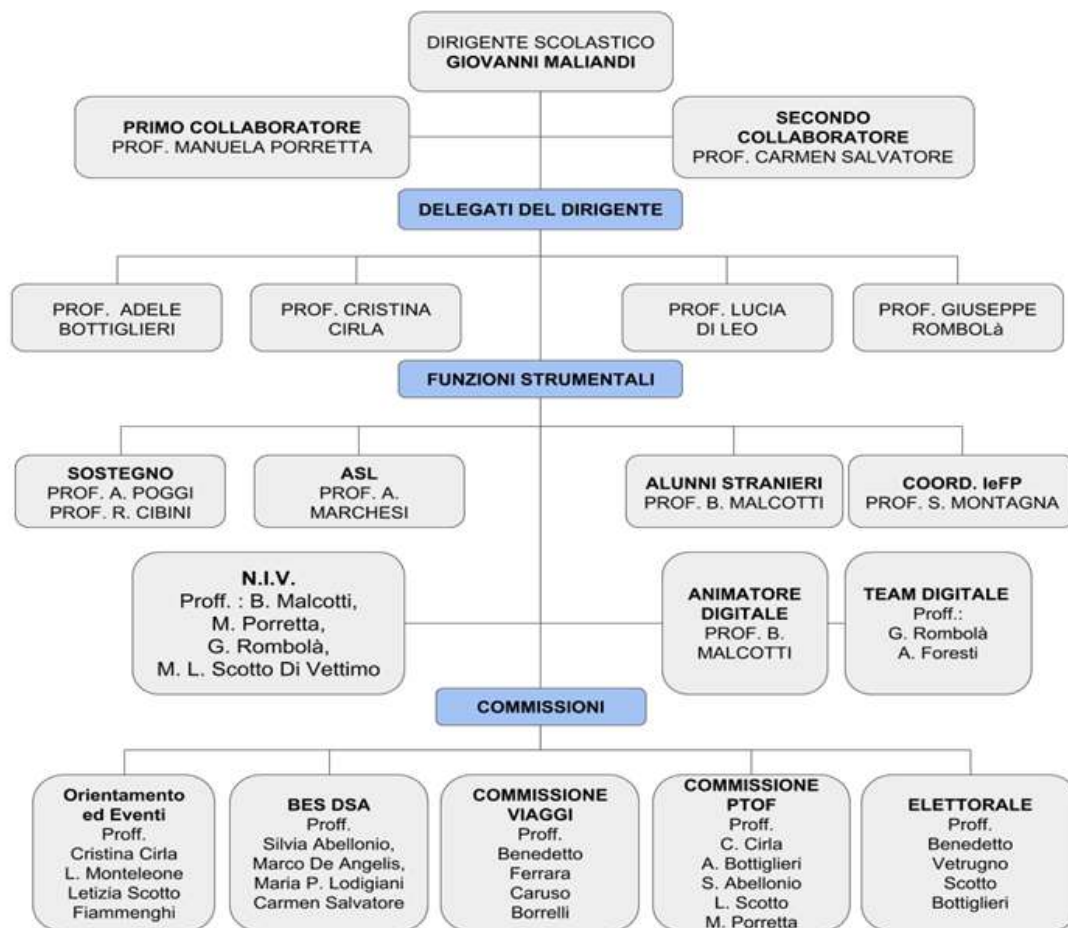 DIRIGENTE SCOLASTICO
GIOVANNI MALIANDI
PRIMO COLLABORATORE
PROF. MANUELA PORRETTA
SECONDO
COLLABORATORE
PROF. CARMEN SALVATORE
DELEGATI DEL DIRIGENTE
PROF. ADELE
BOTTIGLIERI
PROF. CRISTINA
CIRLA
PROF. LUCIA
DI LEO
PROF. GIUSEPPE
ROMBOLà
FUNZIONI STRUMENTALI
SOSTEGNO
PROF. A. POGGI
PROF. R. CIBINI
ASL
PROF. A.
MARCHESI
ALUNNI STRANIERI
PROF. B. MALCOTTI
COORD. IeFP
PROF. S. MONTAGNA
N.I.V.
Proff. : B. Malcotti,
M. Porretta,
G. Rombolà,
M. L. Scotto Di Vettimo
ANIMATORE
DIGITALE
PROF. B.
MALCOTTI
TEAM DIGITALE
Proff.:
G. Rombolà
A. Foresti
COMMISSIONI
Orientamento
ed Eventi
Proff.
Cristina Cirla
L. Monteleone
Letizia Scotto
Fiammenghi
BES DSA
Proff.
Silvia Abellonio,
Marco De Angelis,
Maria P. Lodigiani
Carmen Salvatore
COMMISSIONE
VIAGGI
Proff.
Benedetto
Ferrara
Caruso
Borrelli
COMMISSIONE
PTOF
Proff.
C. Cirla
A. Bottiglieri
S. Abellonio
L. Scotto
M. Porretta
ELETTORALE
Proff.
Benedetto
Vetrugno
Scotto
Bottiglieri